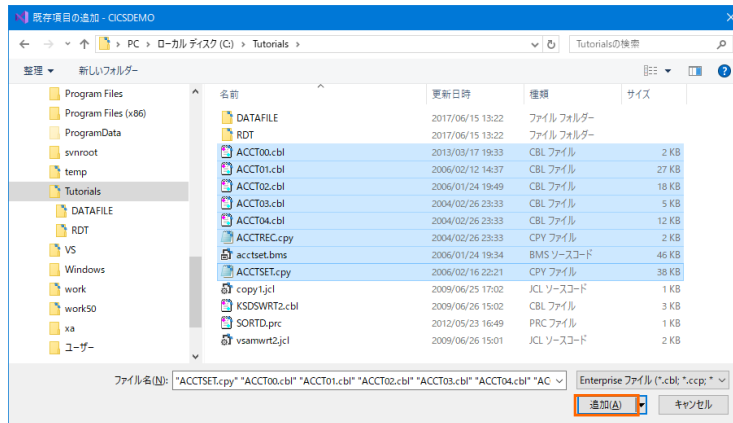 既存項目の追加 - CICSDEMO
PC > ローカル ディスク (C:) > Tutorials >
Tutorialsの検索
整理 新しいフォルダー
名前 更新日時 種類 サイズ
Program Files
Program Files (x86)
ProgramData
svnroot
temp
Tutorials
DATAFILE
RDT
VS
Windows
work
work50
xa
ユーザー
DATAFILE 2017/06/15 13:22 ファイル フォルダー
RDT 2017/06/15 13:22 ファイル フォルダー
ACCT00.cbl 2013/03/17 19:33 CBL ファイル 2 KB
ACCT01.cbl 2006/02/12 14:37 CBL ファイル 27 KB
ACCT02.cbl 2006/01/24 19:49 CBL ファイル 18 KB
ACCT03.cbl 2004/02/26 23:33 CBL ファイル 5 KB
ACCT04.cbl 2004/02/26 23:33 CBL ファイル 12 KB
ACCTREC.cpy 2004/02/26 23:33 CPY ファイル 2 KB
acctset.bms 2006/01/24 19:34 BMS ソースコード 46 KB
ACCTSET.cpy 2006/02/16 22:21 CPY ファイル 38 KB
copy1.jcl 2009/06/25 17:02 JCL ソースコード 1 KB
KSDSWRT2.cbl 2009/06/26 15:02 CBL ファイル 3 KB
SORTD.prc 2012/05/23 16:49 PRC ファイル 1 KB
vsamwrt2.jcl 2009/06/26 15:01 JCL ソースコード 2 KB
ファイル名(N): "ACCTSET.cpy" "ACCT00.cbl" "ACCT01.cbl" "ACCT02.cbl" "ACCT03.cbl" "ACCT04.cbl" "AC
Enterprise ファイル (*.cbl; *.ccp; *
追加(A) キャンセル